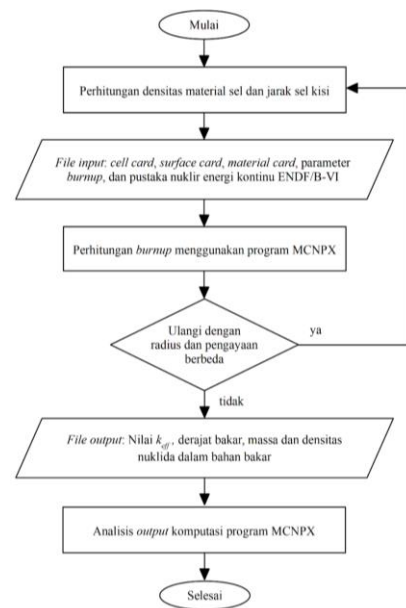 Mulai
Perhitungan densitas material sel dan jarak sel kisi
File input: cell card, surface card, material card, parameter
burnup, dan pustaka nuklir energi kontinu ENDF/B-VI
Perhitungan burnup menggunakan program MCNPX
Ulangi dengan
radius dan pengayaan
berbeda
ya
tidak
File output: Nilai k_eff, derajat bakar, massa dan densitas
nuklida dalam bahan bakar
Analisis output komputasi program MCNPX
Selesai